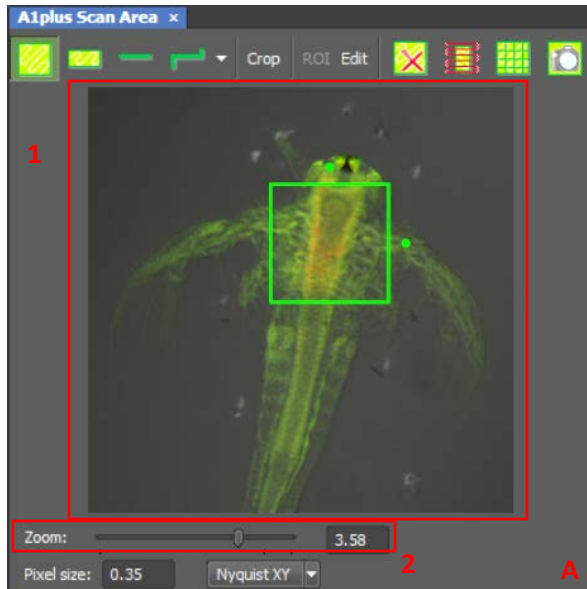 A1plus Scan Area ×
Crop ROI Edit
1
Zoom: 3.58
Pixel size: 0.35 Nyquist XY
2
A